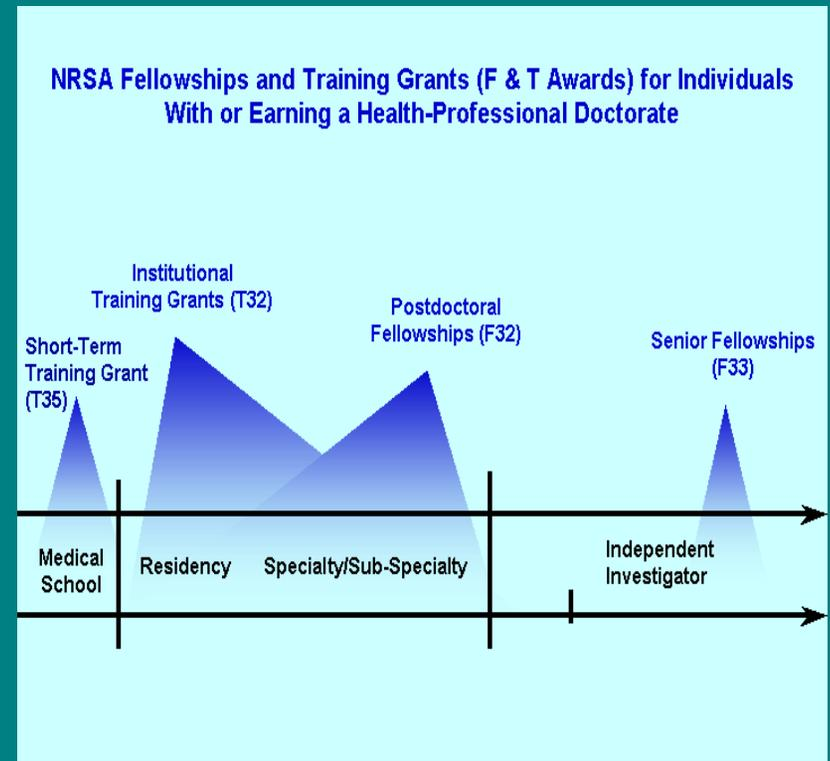 NRSA Fellowships and Training Grants (F & T Awards) for Individuals
With or Earning a Health-Professional Doctorate
Institutional
Training Grants (T32)
Postdoctoral
Fellowships (F32)
Short-Term
Training Grant
(T35)
Senior Fellowships
(F33)
Medical
School
Residency
Specialty/Sub-Specialty
Independent
Investigator